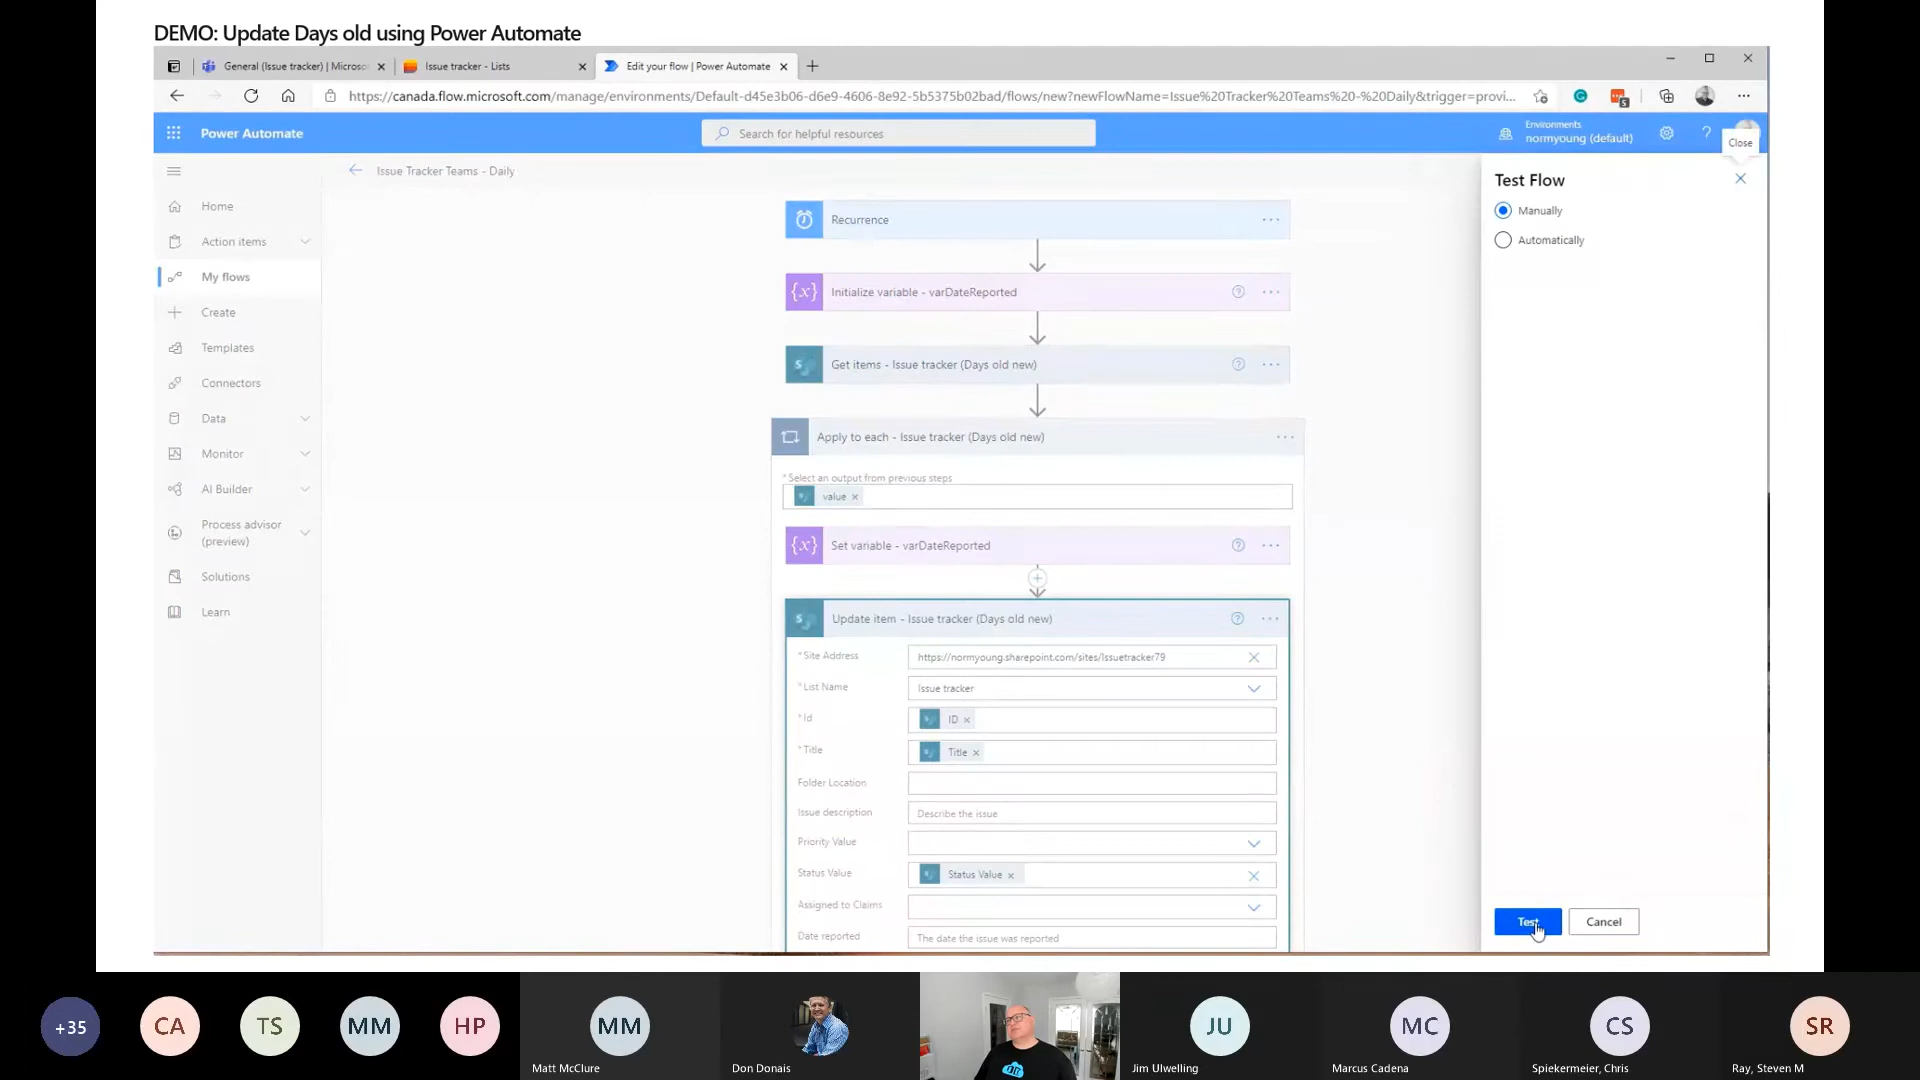 DEMO: Update Days old using Power Automate
General (Issue tracker) | Microso
Issue tracker - Lists
Edit your flow | Power Automate
https://canada.flow.microsoft.com/manage/environments/Default-d45e3b06-d6e9-4606-8e92-5b5375b02bad/flows/new?newFlowName=Issue%20Tracker%20Teams%20-%20Daily&trigger=provi...
Power Automate
Search for helpful resources
Environments
normyoung (default)
?
Close
Issue Tracker Teams - Daily
Home
Action items
My flows
Create
Templates
Connectors
Data
Monitor
AI Builder
Process advisor
(preview)
Solutions
Learn
Recurrence
{x} Initialize variable - varDateReported
Get items - Issue tracker (Days old new)
Apply to each - Issue tracker (Days old new)
* Select an output from previous steps
value
{x} Set variable - varDateReported
Update item - Issue tracker (Days old new)
* Site Address https://normyoung.sharepoint.com/sites/Issuetracker79
* List Name Issue tracker
* Id ID
* Title Title
Folder Location
Issue description Describe the issue
Priority Value
Status Value Status Value
Assigned to Claims
Date reported The date the issue was reported
Test Flow
Manually
Automatically
Test Cancel
+35
CA
TS
MM
HP
MM
Matt McClure
Don Donais
JU
Jim Ulwelling
MC
Marcus Cadena
CS
Spiekermeier, Chris
SR
Ray, Steven M